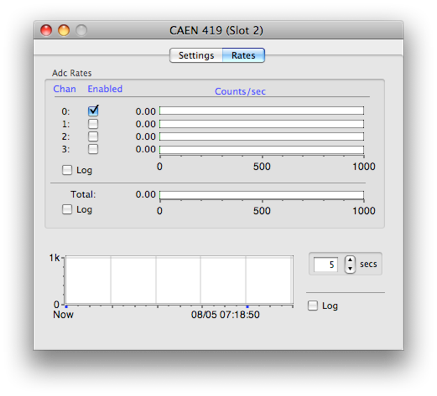 CAEN 419 (Slot 2)
Settings Rates
Adc Rates
Chan Enabled Counts/sec
0: 0.00
1: 0.00
2: 0.00
3: 0.00
Log 0 500 1000
Total: 0.00
Log 0 500 1000
1k
5 secs
0
Now 08/05 07:18:50 Log